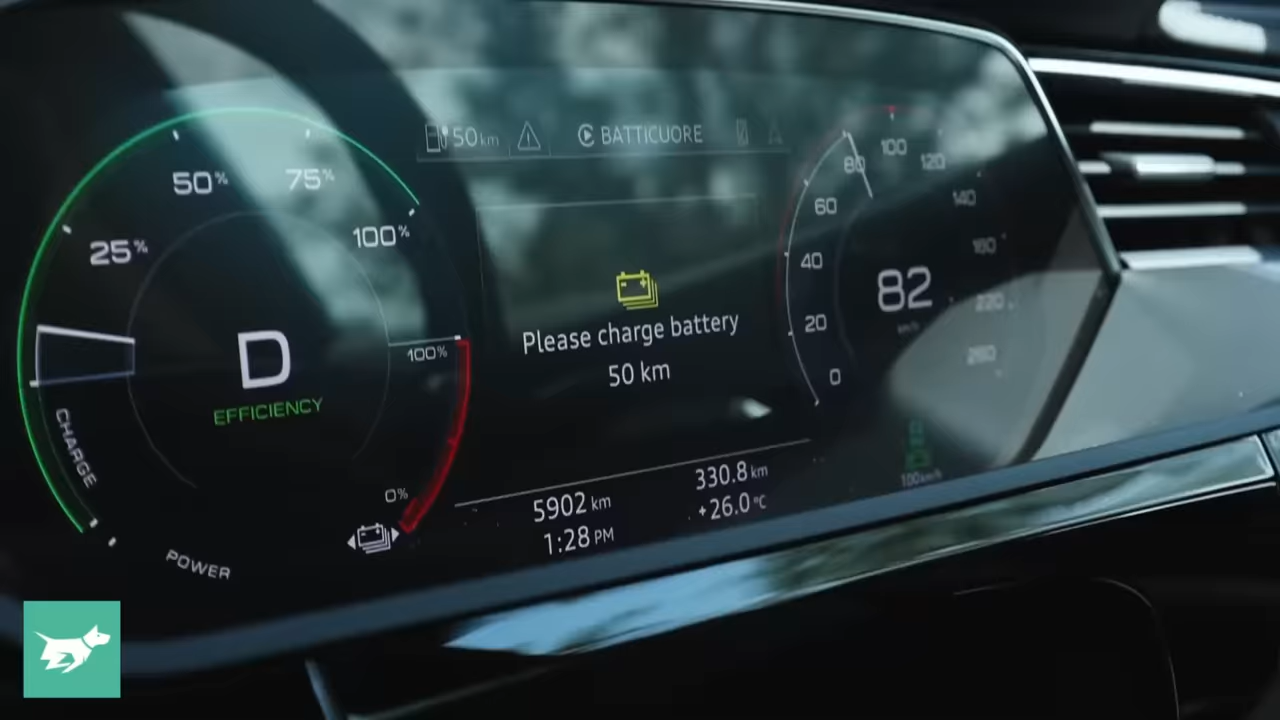 50 km
BATTICUORE
50%
75%
25%
100%
D
EFFICIENCY
100%
CHARGE
0%
POWER
Please charge battery
50 km
5902 km
330.8 km
1:28 PM
+26.0 °C
0
20
40
60
80
100
120
140
82
km/h
100km/h